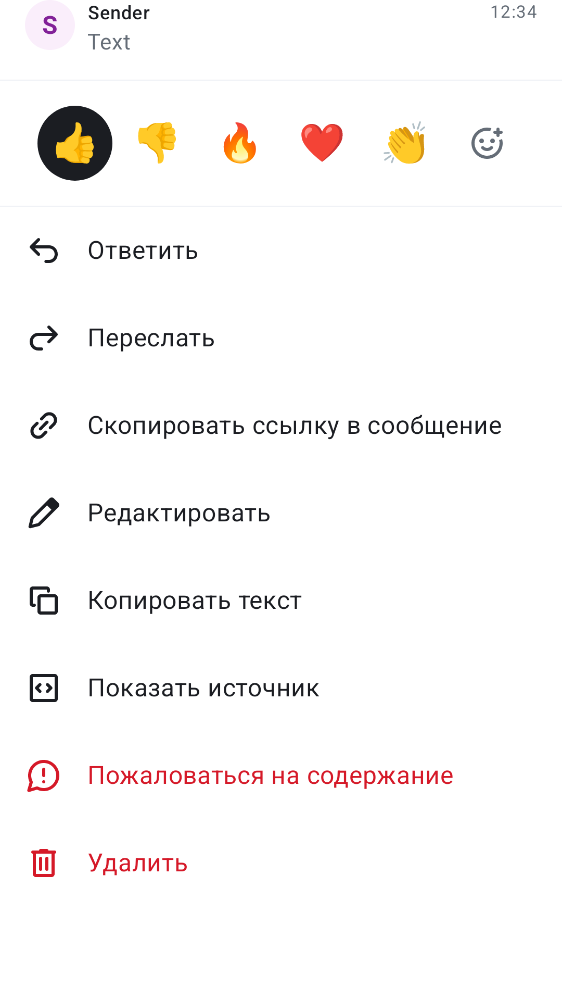 S
Sender
12:34
Text
Ответить
Переслать
Скопировать ссылку в сообщение
Редактировать
Копировать текст
Показать источник
Пожаловаться на содержание
Удалить